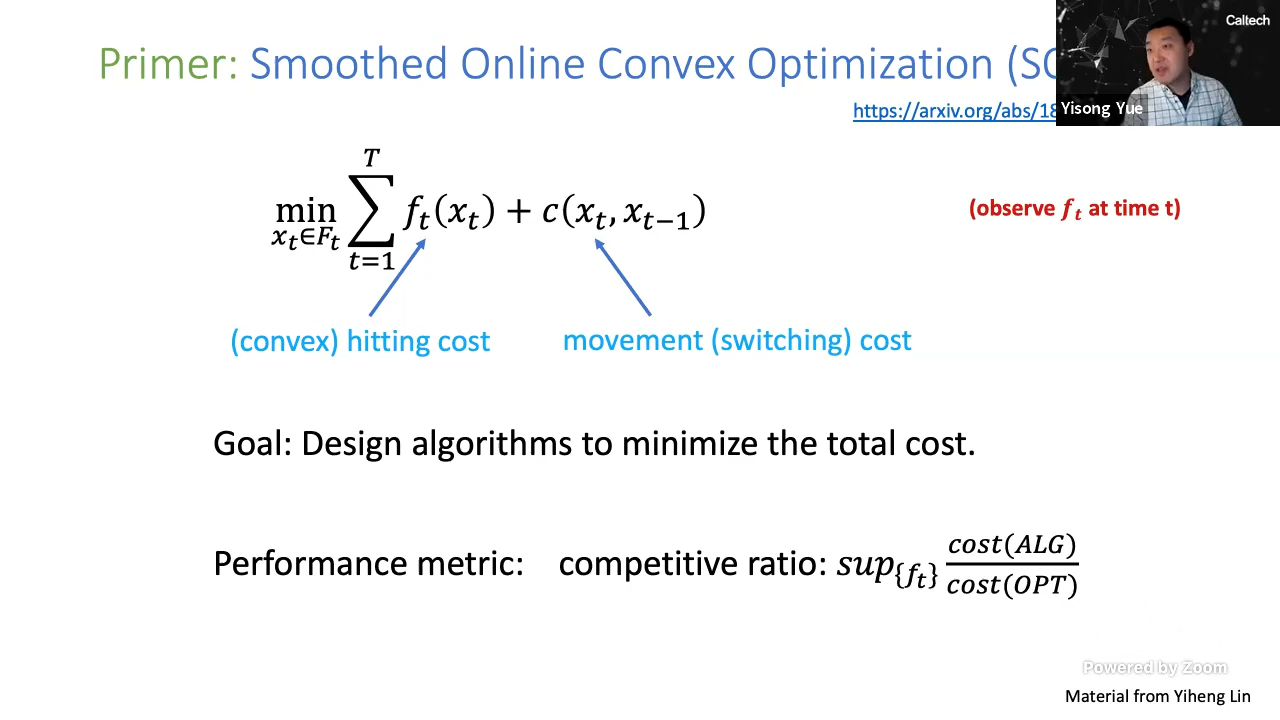 Caltech
Primer: Smoothed Online Convex Optimization
https://arxiv.org/abs/18
Yisong Yue
min_{x_t∈F_t} ∑_{t=1}^{T} f_t(x_t) + c(x_t, x_{t−1})
(observe f_t at time t)
(convex) hitting cost
movement (switching) cost
Goal: Design algorithms to minimize the total cost.
Performance metric: competitive ratio: sup_{{f_t}} cost(ALG)/cost(OPT)
Powered by Zoom
Material from Yiheng Lin